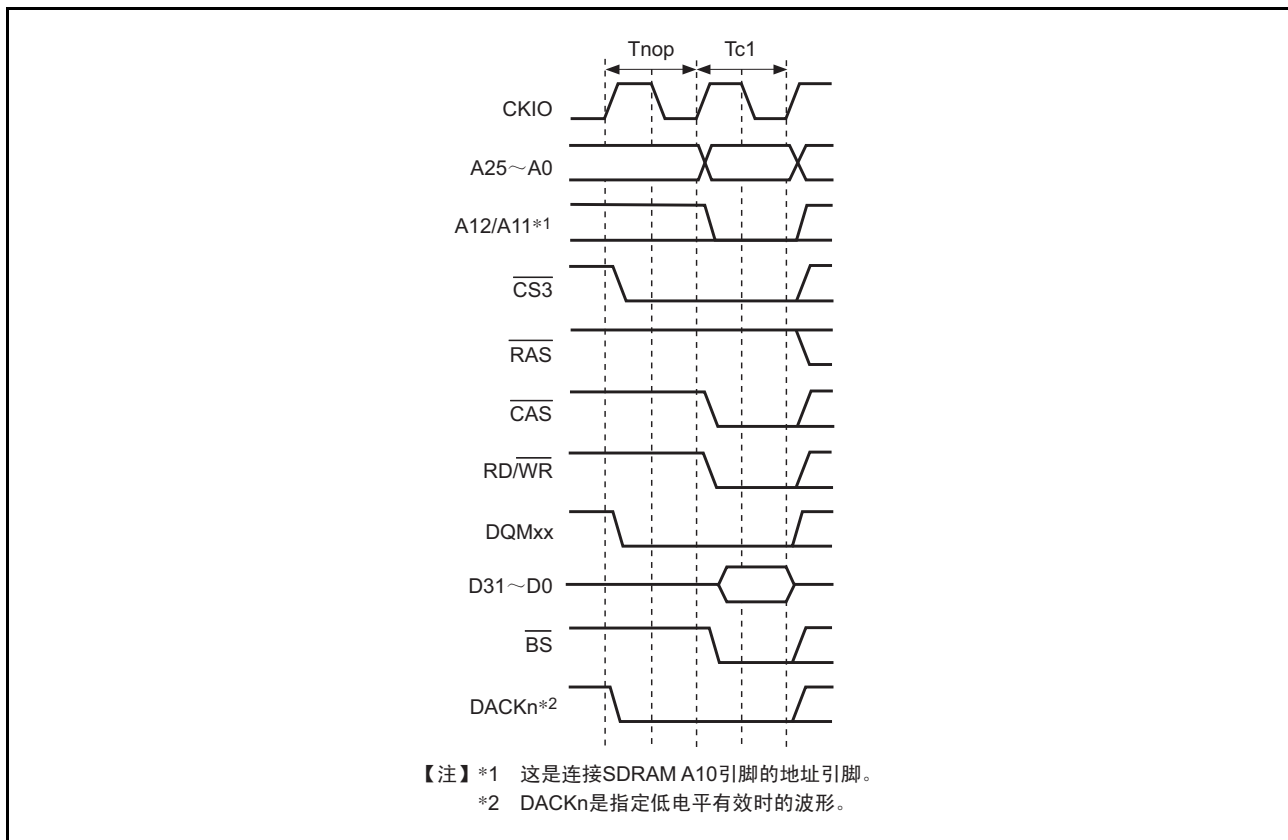 Tnop Tc1
CKIO
A25～A0
A12/A11*1
CS3
RAS
CAS
RD/WR
DQMxx
D31～D0
BS
DACKn*2
【注】*1 这是连接SDRAM A10引脚的地址引脚。
*2 DACKn是指定低电平有效时的波形。